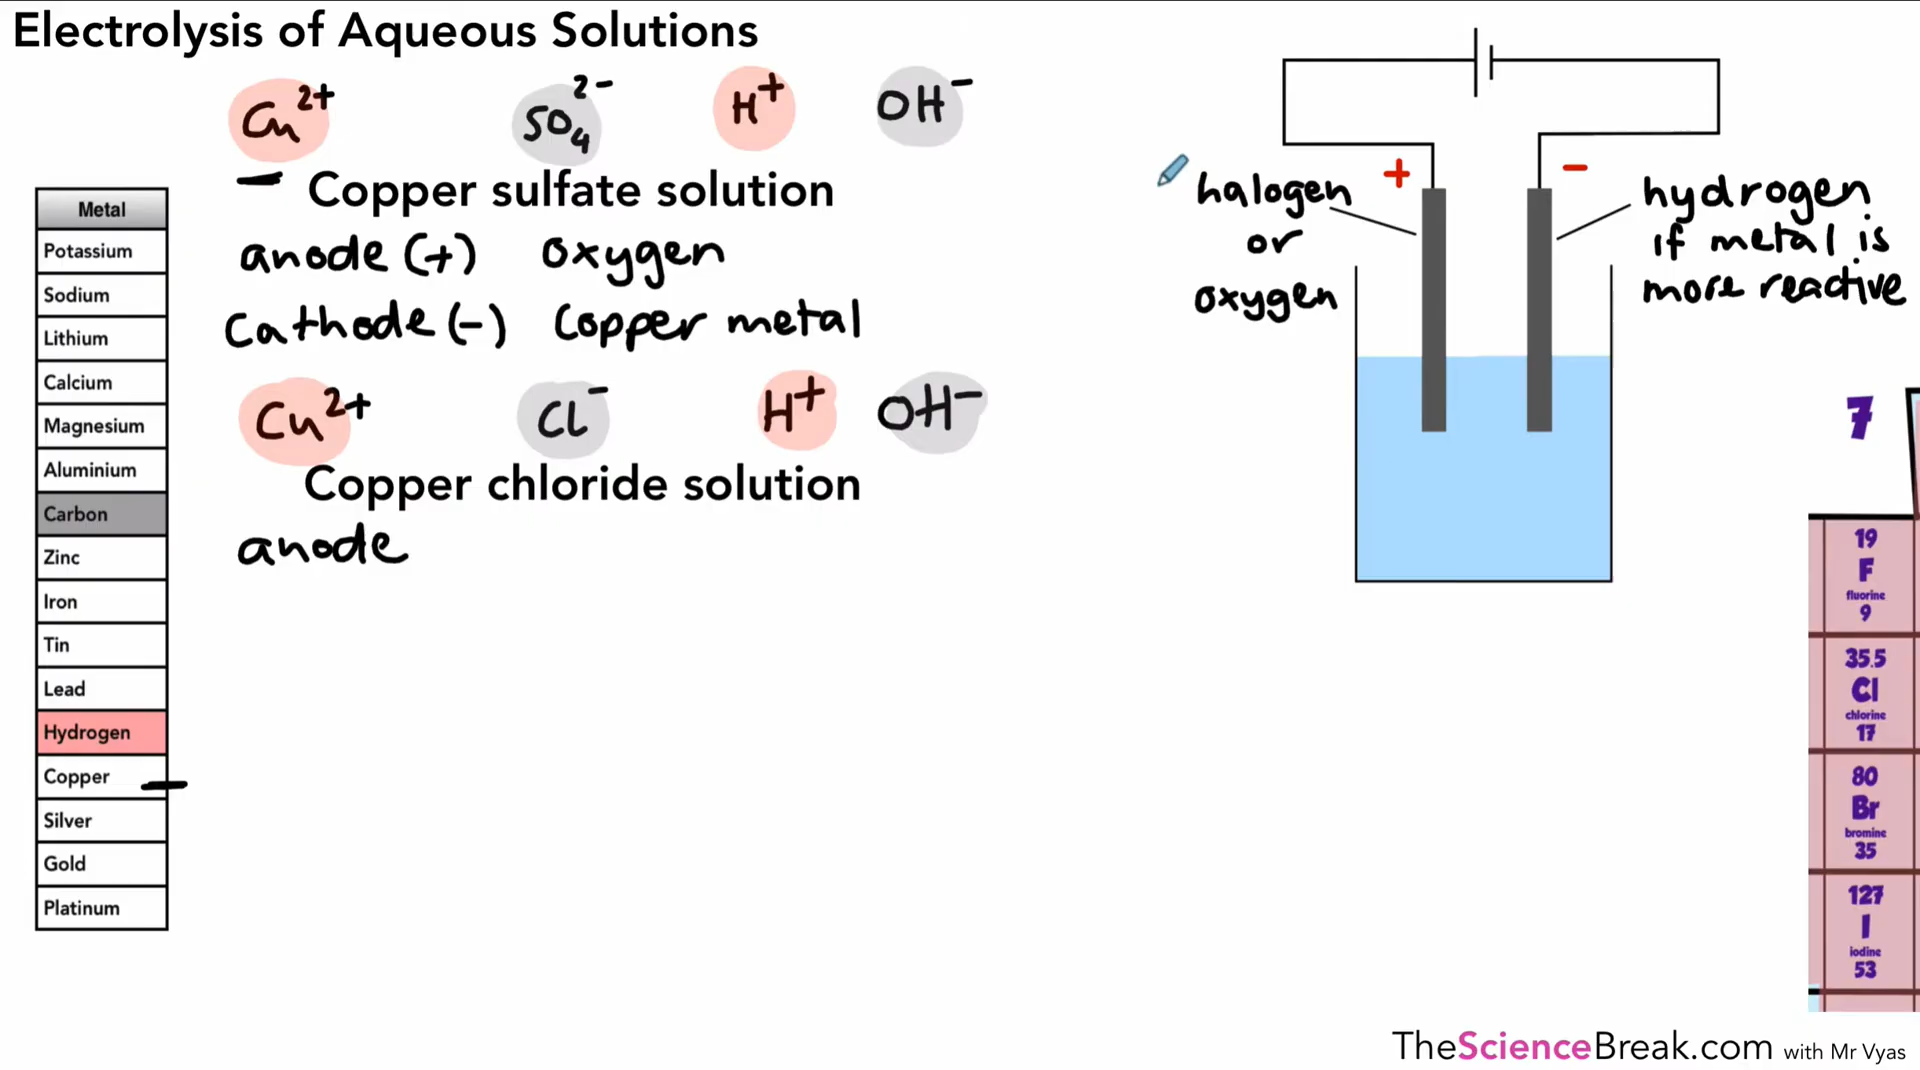 Electrolysis of Aqueous Solutions
Cu²⁺ SO₄²⁻ H⁺ OH⁻
Copper sulfate solution
anode (+) oxygen
cathode (-) copper metal
Cu²⁺ Cl⁻ H⁺ OH⁻
Copper chloride solution
anode
Metal
Potassium
Sodium
Lithium
Calcium
Magnesium
Aluminium
Carbon
Zinc
Iron
Tin
Lead
Hydrogen
Copper
Silver
Gold
Platinum
+
-
halogen
or
oxygen
hydrogen
if metal is
more reactive
7
19
F
fluorine
9
35.5
Cl
chlorine
17
80
Br
bromine
35
127
I
iodine
53
TheScienceBreak.com with Mr Vyas